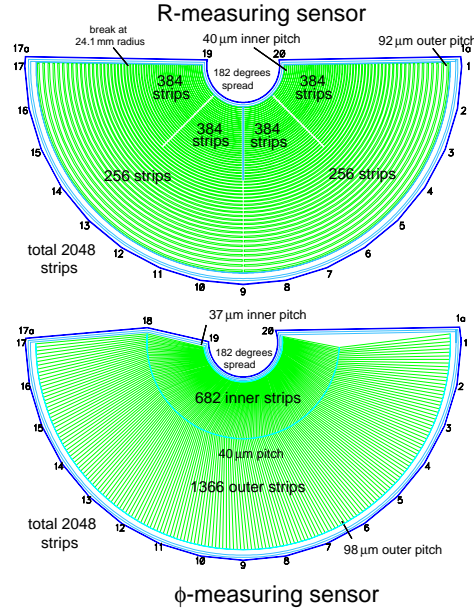 R-measuring sensor
break at
24.1 mm radius
40 μm inner pitch
92 μm outer pitch
17a
17
16
15
14
13
12
11
10
9
8
7
6
5
4
3
2
1
1a
19
20
182 degrees
spread
384
strips
384
strips
384
strips
384
strips
256 strips
256 strips
total 2048
strips
37 μm inner pitch
17a
17
18
19
20
1a
1
2
3
4
5
6
7
8
9
10
11
12
13
14
15
16
182 degrees
spread
682 inner strips
40 μm pitch
1366 outer strips
total 2048
strips
98 μm outer pitch
ϕ-measuring sensor